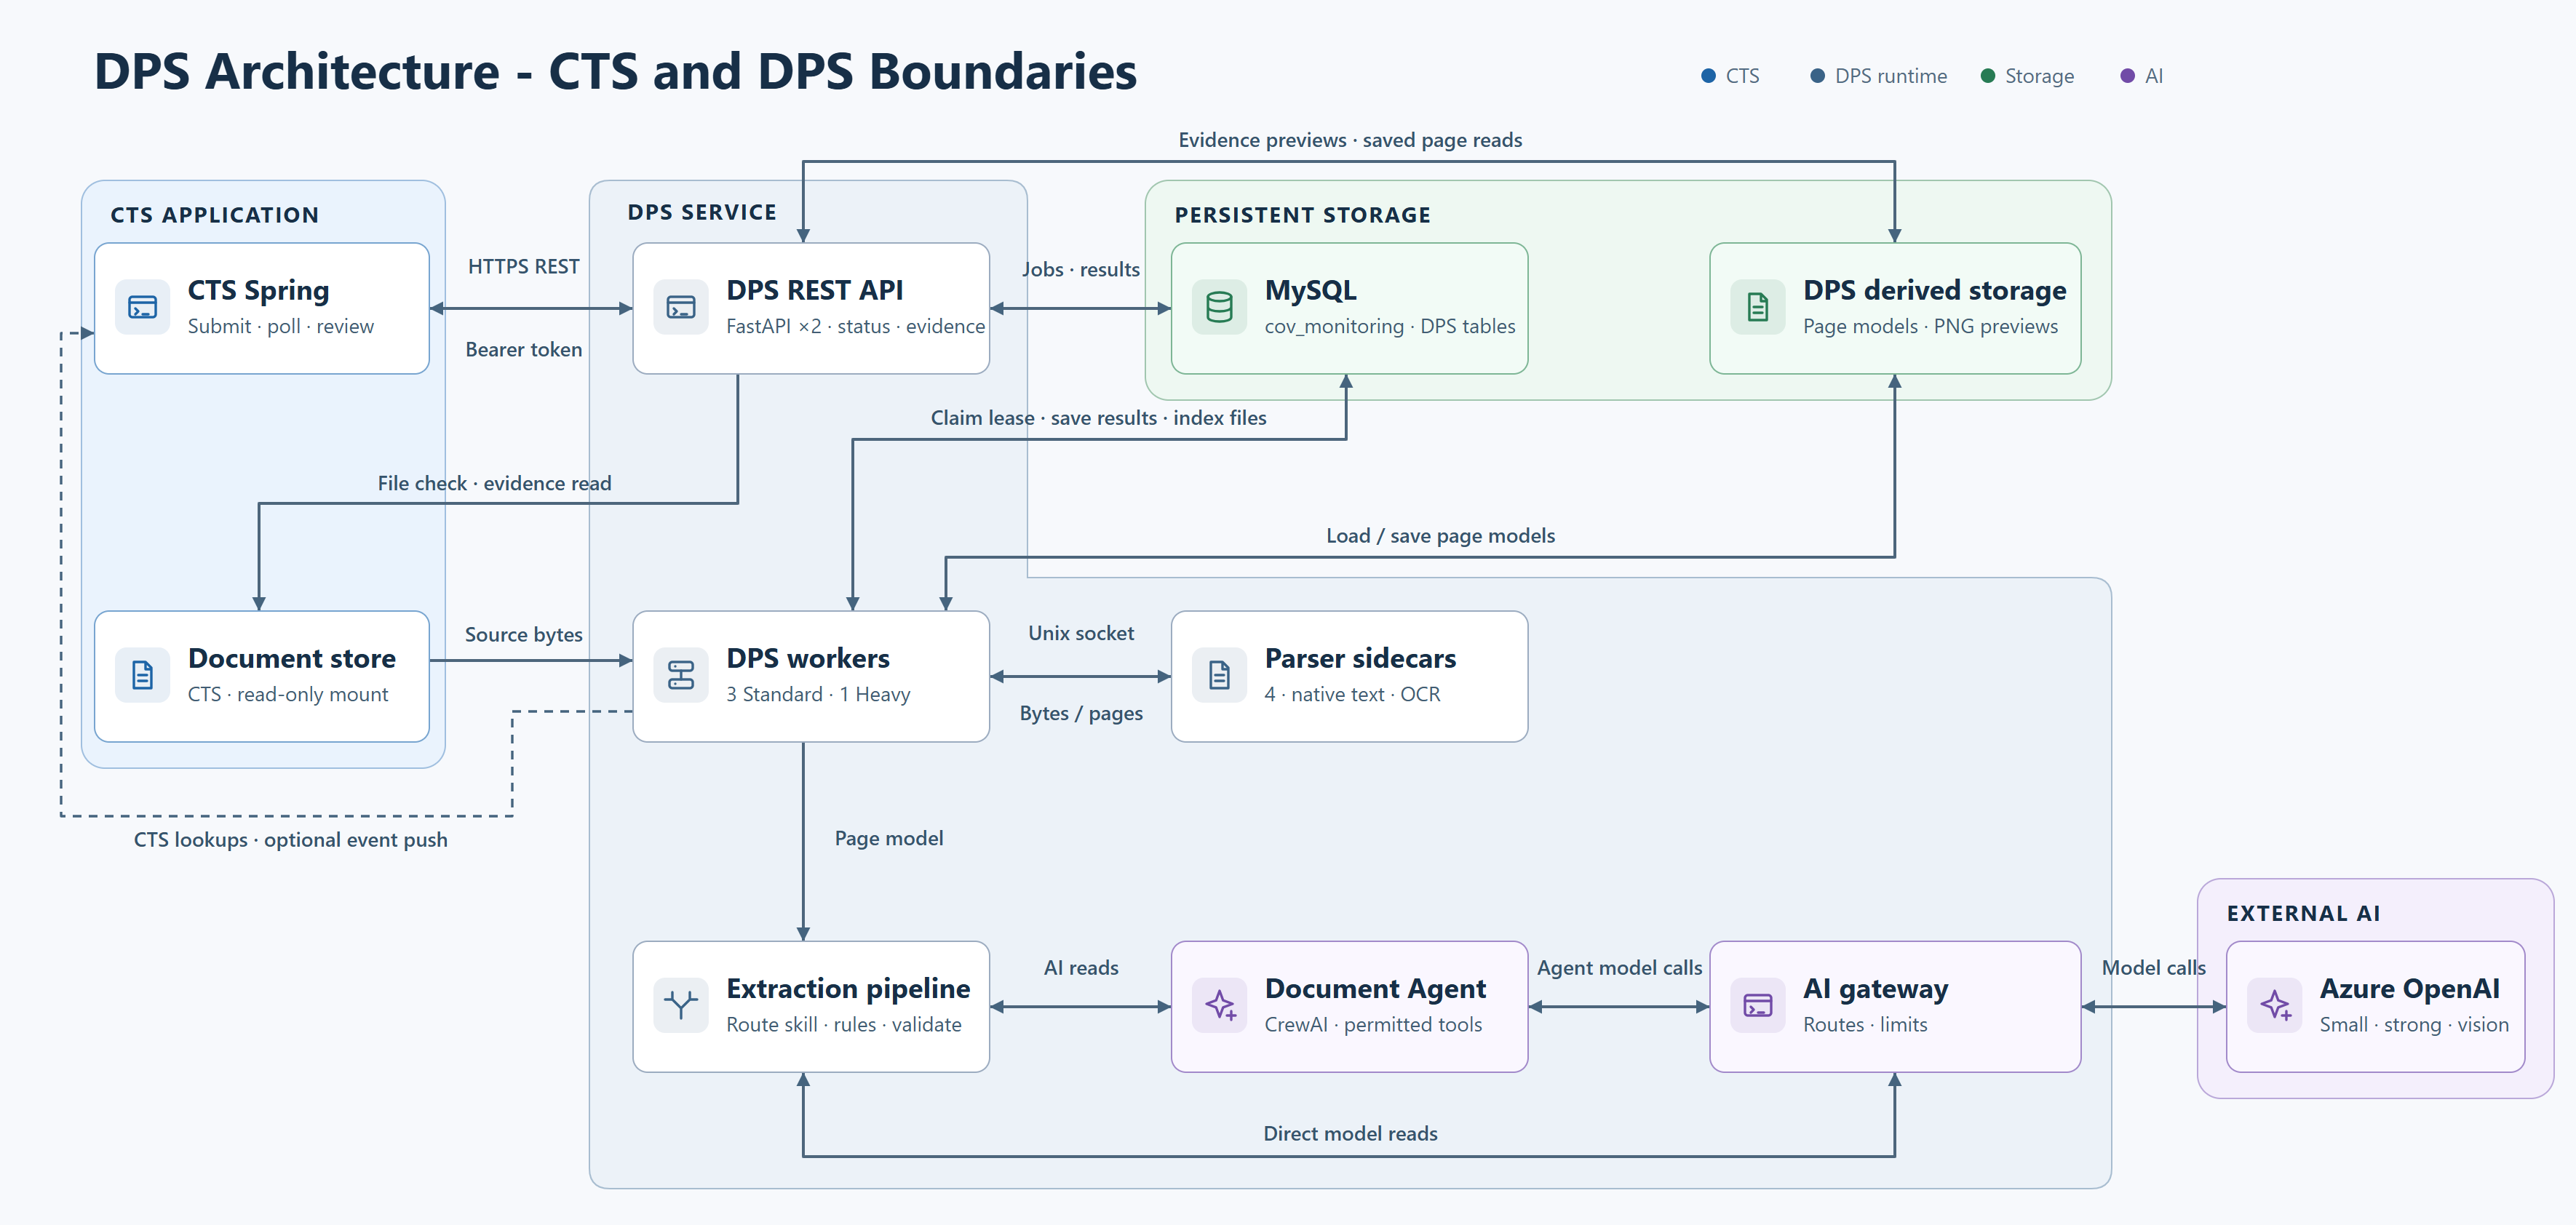 DPS Architecture - CTS and DPS Boundaries
CTS
DPS runtime
Storage
AI
Evidence previews · saved page reads
CTS APPLICATION
DPS SERVICE
PERSISTENT STORAGE
CTS Spring
Submit · poll · review
HTTPS REST
Bearer token
DPS REST API
FastAPI ×2 · status · evidence
Jobs · results
MySQL
cov_monitoring · DPS tables
DPS derived storage
Page models · PNG previews
Claim lease · save results · index files
File check · evidence read
Load / save page models
Document store
CTS · read-only mount
Source bytes
DPS workers
3 Standard · 1 Heavy
Unix socket
Bytes / pages
Parser sidecars
4 · native text · OCR
CTS lookups · optional event push
Page model
EXTERNAL AI
Extraction pipeline
Route skill · rules · validate
AI reads
Document Agent
CrewAI · permitted tools
Agent model calls
AI gateway
Routes · limits
Model calls
Azure OpenAI
Small · strong · vision
Direct model reads